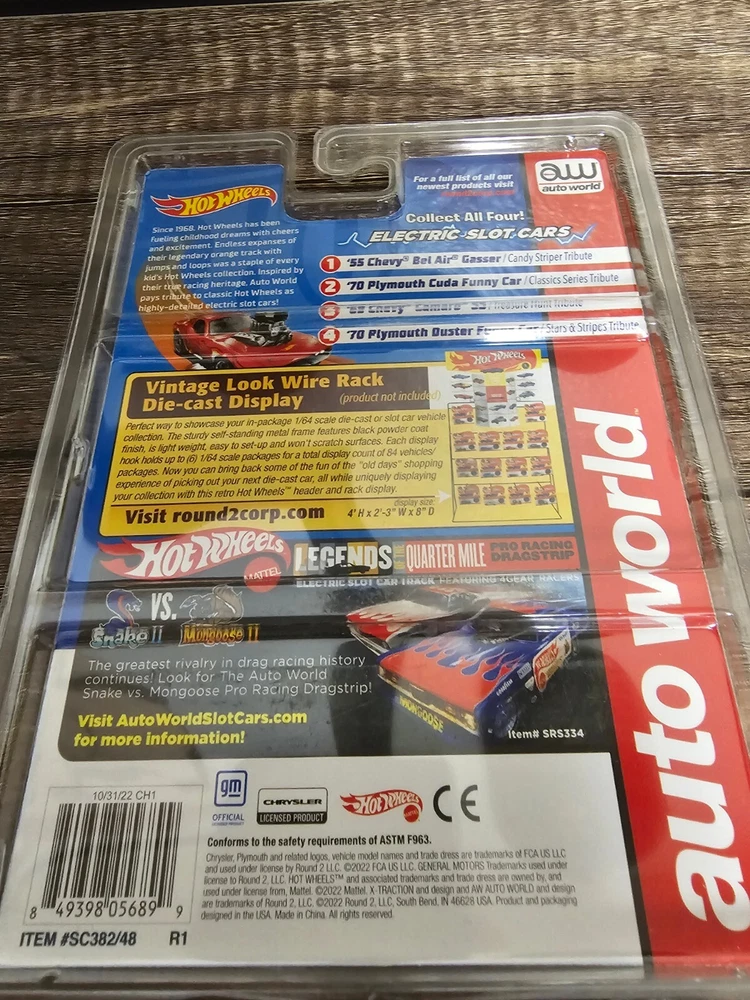 HOT WHEELS
Since 1968, Hot Wheels has been
fueling childhood dreams with cheers
and excitement. Endless expanses of
their legendary orange track with
jumps and loops was a staple of every
kid's Hot Wheels collection. Inspired by
their true racing heritage, Auto World
pays tribute to classic Hot Wheels as
highly-detailed electric slot cars!
For a full list of all our
newest products visit
aw
auto world
Collect All Four!
ELECTRIC SLOT CARS
1 '55 Chevy® Bel Air® Gasser / Candy Striper Tribute
2 '70 Plymouth Cuda Funny Car / Classics Series Tribute
3 Chevy Camaro / Treasure Hunt Tribute
4 '70 Plymouth Duster Funny Car / Stars & Stripes Tribute
Vintage Look Wire Rack
Die-cast Display (product not included)
Perfect way to showcase your in-package 1/64 scale die-cast or slot car vehicle
collection. The sturdy self-standing metal frame features black powder coat
finish, is light weight, easy to set-up and won't scratch surfaces. Each display
hook holds up to (6) 1/64 scale packages for a total display count of 84 vehicles/
packages. Now you can bring back some of the fun of the "old days" shopping
experience of picking out your next die-cast car, all while uniquely displaying
your collection with this retro Hot Wheels™ header and rack display.
Hot Wheels
Visit round2corp.com
display size:
4' H x 2'-3" W x 8" D
HOT WHEELS
MATTEL
LEGENDS OF THE QUARTER MILE PRO RACING
DRAGSTRIP
ELECTRIC SLOT CAR TRACK FEATURING 4GEAR RACERS
Snake II VS. Mongoose II
The greatest rivalry in drag racing history
continues! Look for The Auto World
Snake vs. Mongoose Pro Racing Dragstrip!
Visit AutoWorldSlotCars.com
for more information!
MONGOOSE
Item# SRS334
auto world™
10/31/22 CH1
8 49398 05689 9
ITEM #SC382/48 R1
gm
OFFICIAL
LICENSED PRODUCT
CHRYSLER
LICENSED PRODUCT
Hot Wheels
CE
Conforms to the safety requirements of ASTM F963.
Chrysler, Plymouth and related logos, vehicle model names and trade dress are trademarks of FCA US LLC
and used under license by Round 2 LLC. ©2022 FCA US LLC. GENERAL MOTORS Trademarks used under
license to Round 2, LLC. HOT WHEELS™ and associated trademarks and trade dress are owned by, and
used under license from, Mattel. ©2022 Mattel. X-TRACTION and design and AW AUTO WORLD and design
are trademarks of Round 2, LLC. ©2022 Round 2, LLC, South Bend, IN 46628 USA. Product and packaging
designed in the USA. Made in China. All rights reserved.